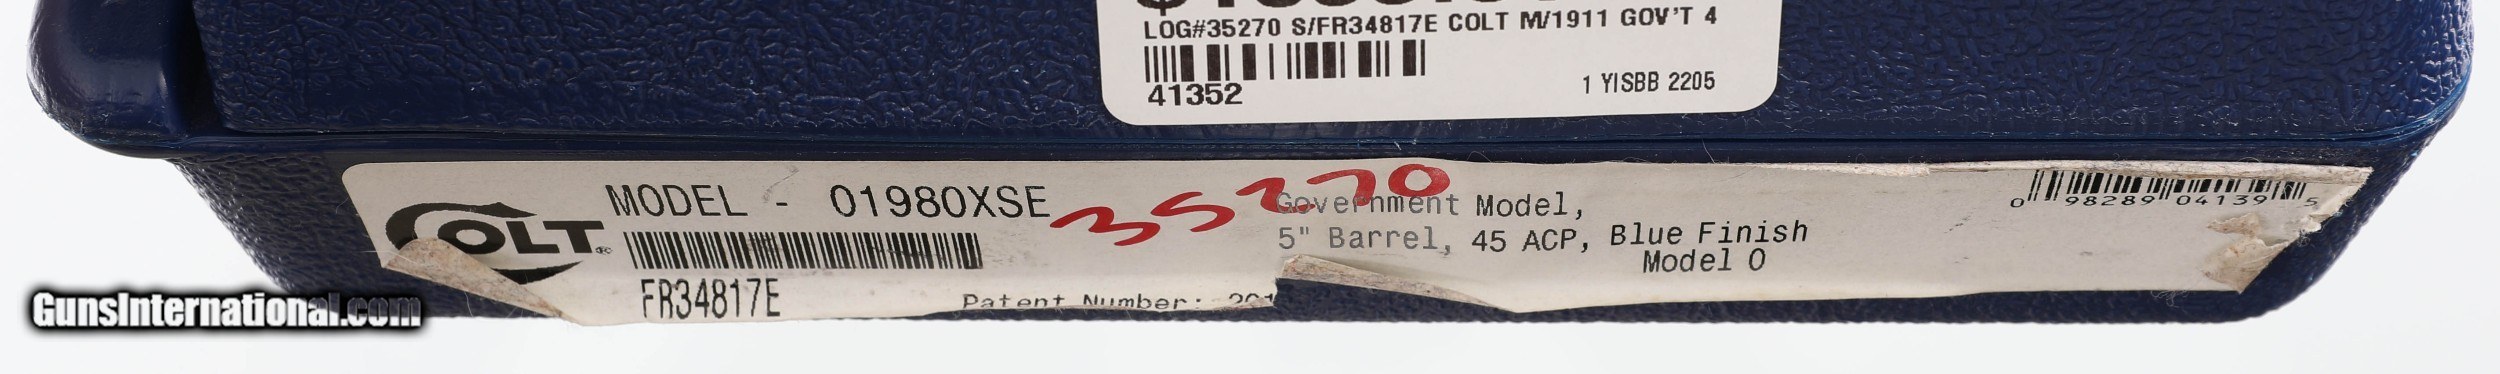 LOG#35270 S/FR34817E COLT M/1911 GOV'T 4
41352
1 YISBB 2205
COLT
MODEL - 01980XSE
FR34817E
Patent Number: 201
35270
Government Model,
5" Barrel, 45 ACP, Blue Finish
Model O
0 98289 04139 5
GunsInternational.com